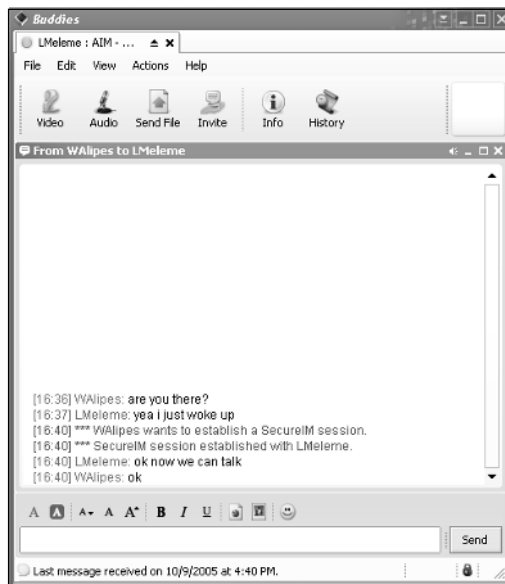 Buddies
LMeleme : AIM - ...
File Edit View Actions Help
Video Audio Send File Invite Info History
From WAlipes to LMeleme
[16:36] WAlipes: are you there?
[16:37] LMeleme: yea i just woke up
[16:40] *** WAlipes wants to establish a SecureIM session.
[16:40] *** SecureIM session established with LMeleme.
[16:40] LMeleme: ok now we can talk
[16:40] WAlipes: ok
A A A A A B I U
Send
Last message received on 10/9/2005 at 4:40 PM.